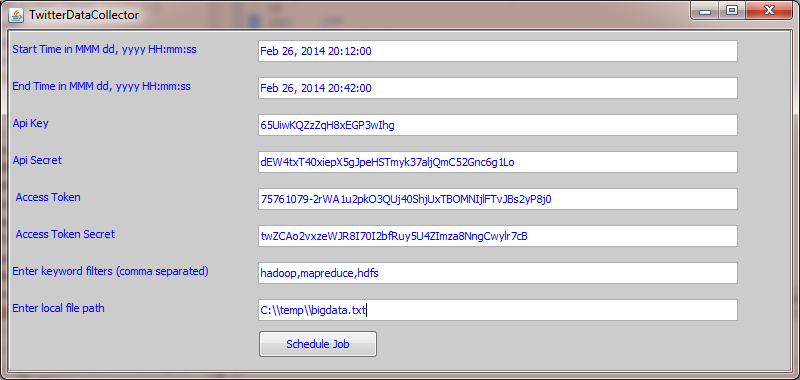 TwitterDataCollector
Start Time in MMM dd, yyyy HH:mm:ss Feb 26, 2014 20:12:00
End Time in MMM dd, yyyy HH:mm:ss Feb 26, 2014 20:42:00
Api Key 65UiwKQZzZqH8xEGP3wIhg
Api Secret dEW4txT40xiepX5gJpeHSTmyk37aljQmC52Gnc6g1Lo
Access Token 75761079-2rWA1u2pkO3QUj40ShjUxTBOMNIjlFTvJBs2yP8j0
Access Token Secret twZCAo2vxzeWJR8I70I2bfRuy5U4ZImza8NngCwylr7cB
Enter keyword filters (comma separated) hadoop,mapreduce,hdfs
Enter local file path C:\\temp\\bigdata.txt
Schedule Job